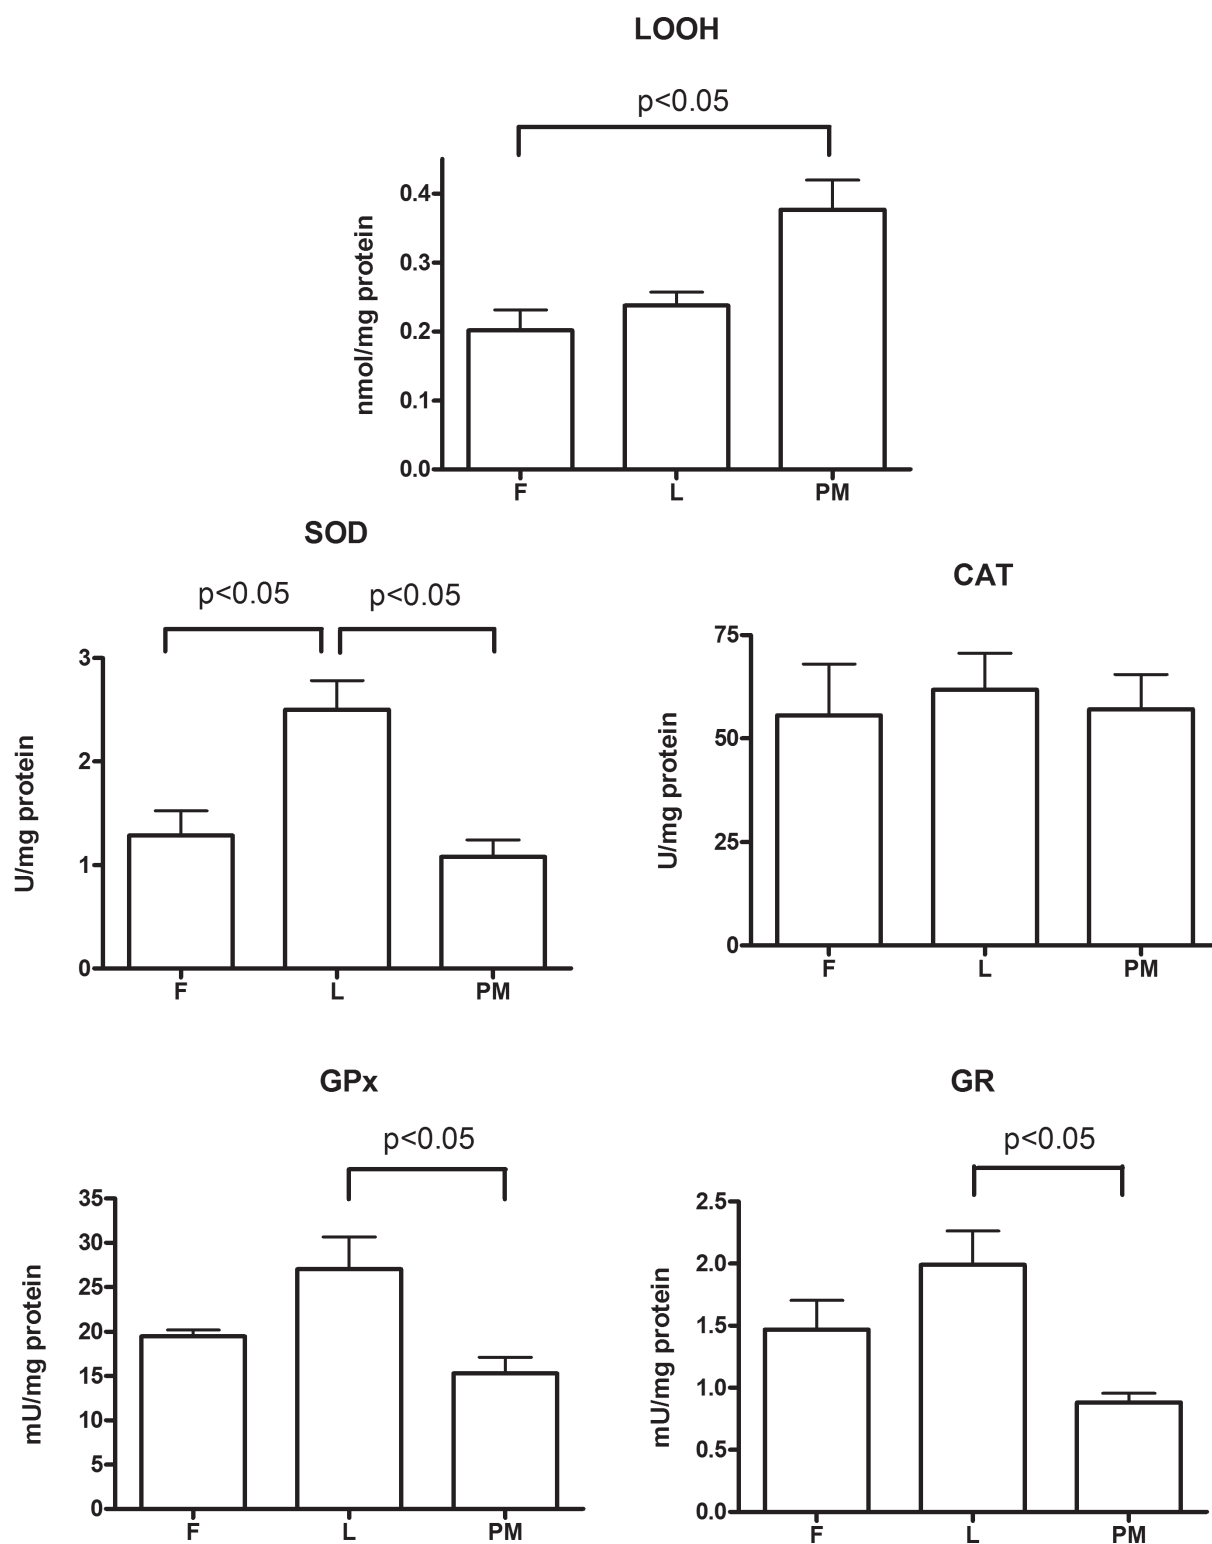 LOOH
p<0.05
nmol/mg protein
0.4
0.3
0.2
0.1
0.0
F L PM
SOD
p<0.05 p<0.05
U/mg protein
3
2
1
0
F L PM
CAT
U/mg protein
75
50
25
0
F L PM
GPx
p<0.05
mU/mg protein
35
30
25
20
15
10
5
0
F L PM
GR
p<0.05
mU/mg protein
2.5
2.0
1.5
1.0
0.5
0.0
F L PM